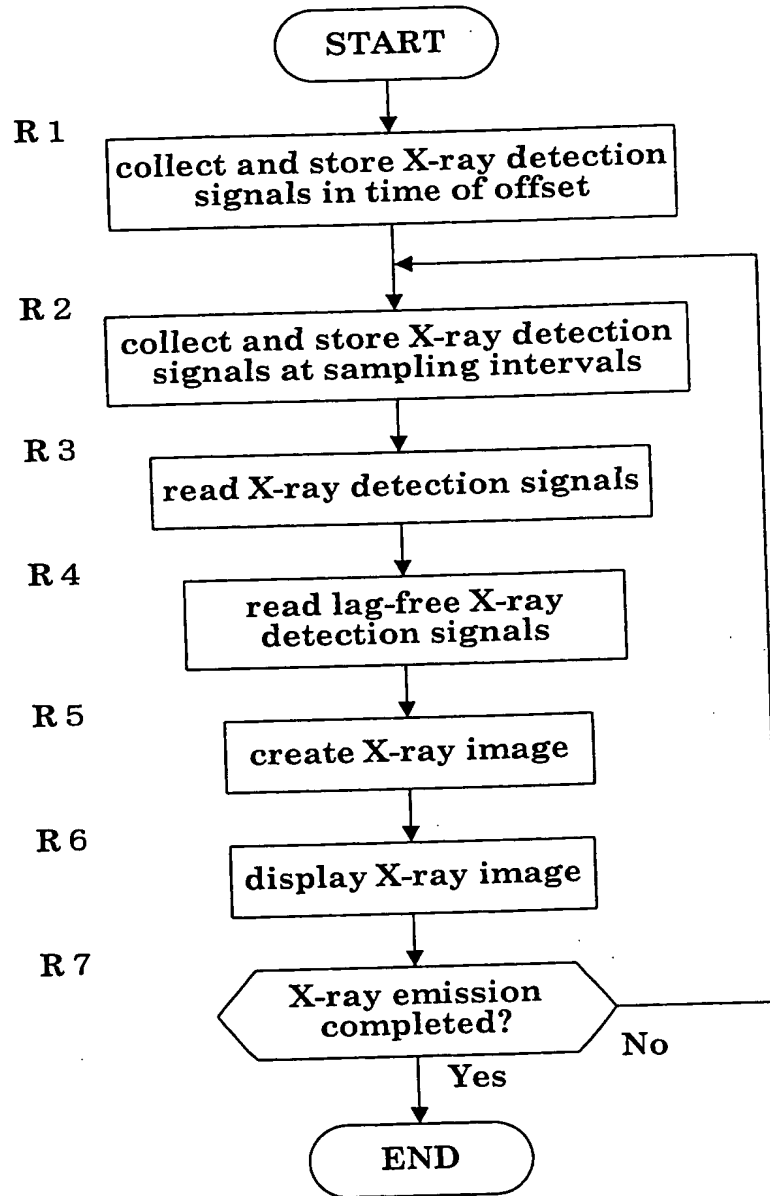 START
R 1
collect and store X-ray detection
signals in time of offset
R 2
collect and store X-ray detection
signals at sampling intervals
R 3
read X-ray detection signals
R 4
read lag-free X-ray
detection signals
R 5
create X-ray image
R 6
display X-ray image
R 7
X-ray emission
completed?
No
Yes
END